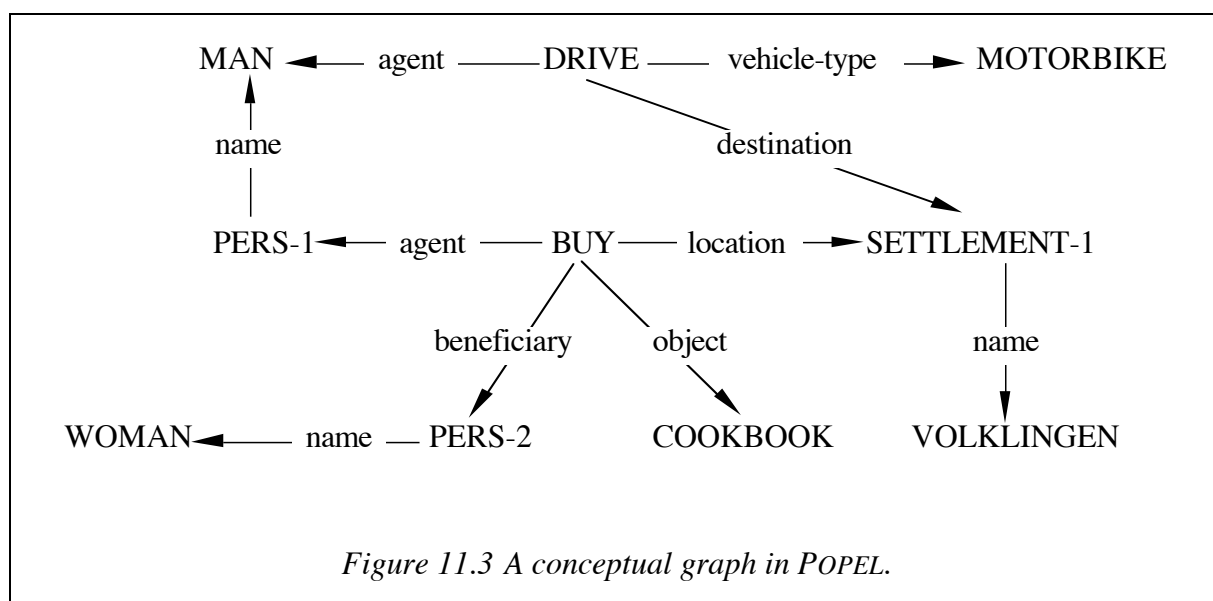 MAN agent DRIVE vehicle-type MOTORBIKE
name destination
PERS-1 agent BUY location SETTLEMENT-1
beneficiary object name
WOMAN name PERS-2 COOKBOOK VOLKLINGEN
Figure 11.3 A conceptual graph in POPEL.